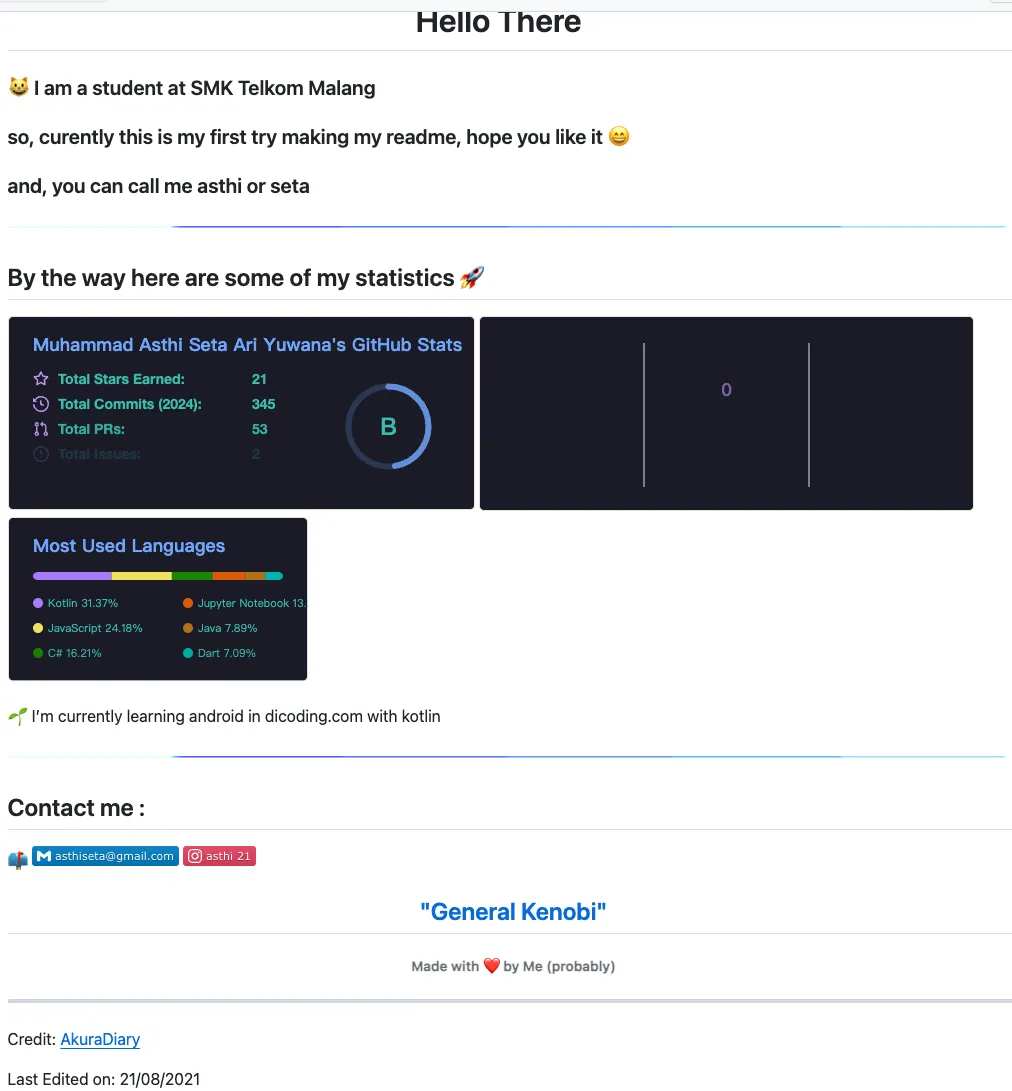 Hello There
😺 I am a student at SMK Telkom Malang
so, curently this is my first try making my readme, hope you like it 😄
and, you can call me asthi or seta
By the way here are some of my statistics 🚀
Muhammad Asthi Seta Ari Yuwana's GitHub Stats
Total Stars Earned: 21
Total Commits (2024): 345
Total PRs: 53
Total Issues: 2
B
0
Most Used Languages
Kotlin 31.37%
JavaScript 24.18%
C# 16.21%
Jupyter Notebook 13.
Java 7.89%
Dart 7.09%
🌱 I’m currently learning android in dicoding.com with kotlin
Contact me :
📫 asthiseta@gmail.com asthi 21
"General Kenobi"
Made with ❤️ by Me (probably)
Credit: AkuraDiary
Last Edited on: 21/08/2021